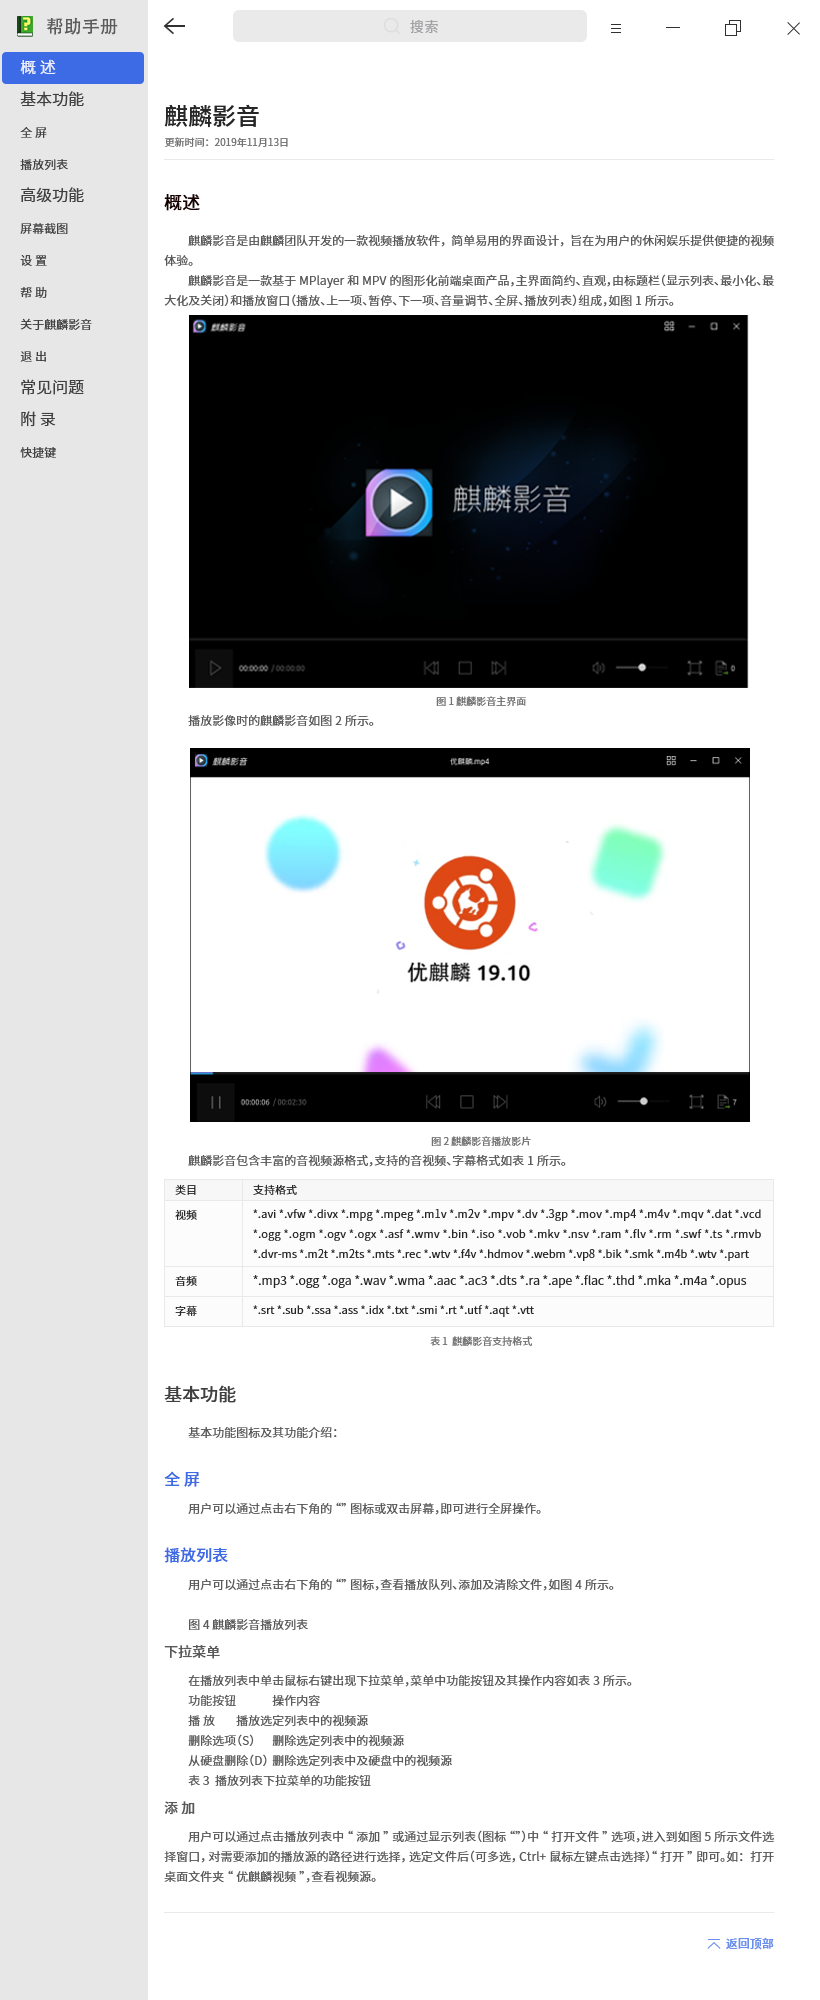 帮助手册
搜索
概 述
基本功能
全 屏
播放列表
高级功能
屏幕截图
设 置
帮 助
关于麒麟影音
退 出
常见问题
附 录
快捷键
麒麟影音
更新时间：2019年11月13日
概述
麒麟影音是由麒麟团队开发的一款视频播放软件，简单易用的界面设计，旨在为用户的休闲娱乐提供便捷的视频
体验。
麒麟影音是一款基于 MPlayer 和 MPV 的图形化前端桌面产品,主界面简约、直观,由标题栏（显示列表、最小化、最
大化及关闭）和播放窗口（播放、上一项、暂停、下一项、音量调节、全屏、播放列表）组成,如图 1 所示。
麒麟影音
麒麟影音
00:00:00 / 00:00:00
0
图 1 麒麟影音主界面
播放影像时的麒麟影音如图 2 所示。
麒麟影音
优麒麟.mp4
优麒麟 19.10
00:00:06 / 00:02:30
7
图 2 麒麟影音播放影片
麒麟影音包含丰富的音视频源格式,支持的音视频、字幕格式如表 1 所示。
类目 支持格式
视频 *.avi *.vfw *.divx *.mpg *.mpeg *.m1v *.m2v *.mpv *.dv *.3gp *.mov *.mp4 *.m4v *.mqv *.dat *.vcd
*.ogg *.ogm *.ogv *.ogx *.asf *.wmv *.bin *.iso *.vob *.mkv *.nsv *.ram *.flv *.rm *.swf *.ts *.rmvb
*.dvr-ms *.m2t *.m2ts *.mts *.rec *.wtv *.f4v *.hdmov *.webm *.vp8 *.bik *.smk *.m4b *.wtv *.part
音频 *.mp3 *.ogg *.oga *.wav *.wma *.aac *.ac3 *.dts *.ra *.ape *.flac *.thd *.mka *.m4a *.opus
字幕 *.srt *.sub *.ssa *.ass *.idx *.txt *.smi *.rt *.utf *.aqt *.vtt
表 1 麒麟影音支持格式
基本功能
基本功能图标及其功能介绍：
全 屏
用户可以通过点击右下角的 “” 图标或双击屏幕,即可进行全屏操作。
播放列表
用户可以通过点击右下角的 “” 图标,查看播放队列、添加及清除文件,如图 4 所示。
图 4 麒麟影音播放列表
下拉菜单
在播放列表中单击鼠标右键出现下拉菜单,菜单中功能按钮及其操作内容如表 3 所示。
功能按钮 操作内容
播 放 播放选定列表中的视频源
删除选项（S） 删除选定列表中的视频源
从硬盘删除（D） 删除选定列表中及硬盘中的视频源
表 3 播放列表下拉菜单的功能按钮
添 加
用户可以通过点击播放列表中 “ 添加 ” 或通过显示列表（图标 “”）中 “ 打开文件 ” 选项,进入到如图 5 所示文件选
择窗口，对需要添加的播放源的路径进行选择，选定文件后（可多选，Ctrl+ 鼠标左键点击选择）“ 打开 ” 即可。如：打开
桌面文件夹 “ 优麒麟视频 ”,查看视频源。
返回顶部